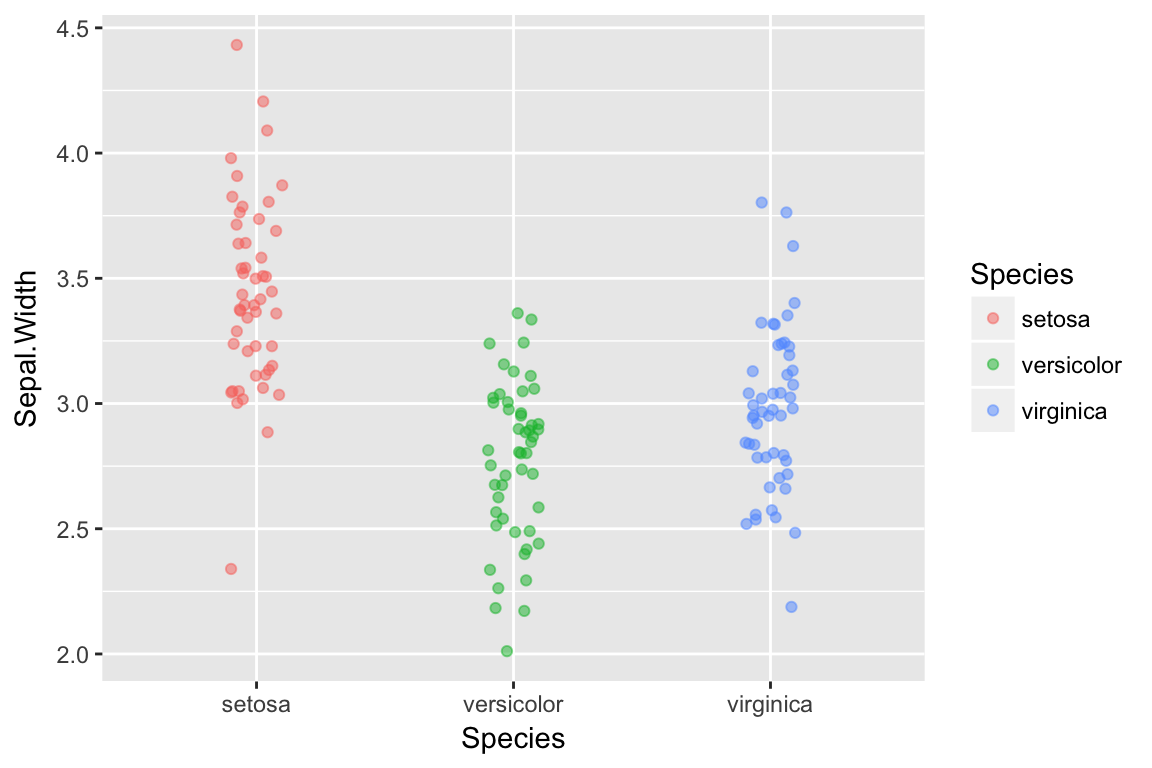 4.5
4.0
3.5
3.0
2.5
2.0
Sepal.Width
setosa
versicolor
virginica
Species
Species
setosa
versicolor
virginica